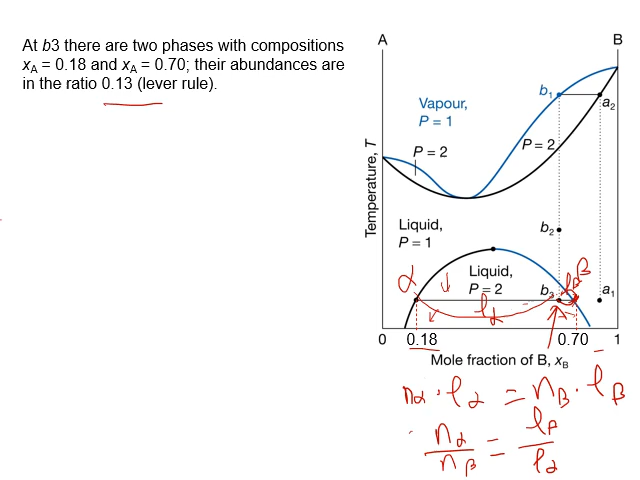 At b3 there are two phases with compositions
xA = 0.18 and xA = 0.70; their abundances are
in the ratio 0.13 (lever rule).
A
B
b1
a2
Vapour,
P = 1
P = 2
P = 2
Temperature, T
Liquid,
P = 1
b2
α
β
Liquid,
P = 2
b3
a1
lβ
lα
0 0.18 0.70 1
Mole fraction of B, xB
nα · lα = nβ · lβ
nα / nβ = lβ / lα